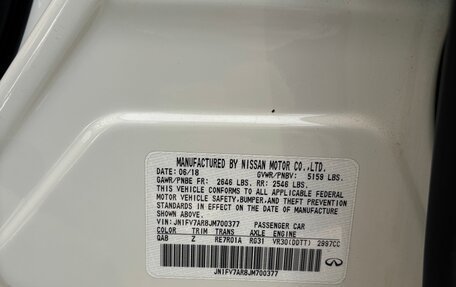 MANUFACTURED BY NISSAN MOTOR CO.,LTD.
DATE: 06/18 GVWR/PNBV: 5159 LBS.
GAWR/PNBE FR: 2646 LBS. RR: 2546 LBS.
THIS VEHICLE CONFORMS TO ALL APPLICABLE FEDERAL
MOTOR VEHICLE SAFETY,BUMPER,AND THEFT PREVENTION
STANDARDS IN EFFECT ON THE DATE OF MANUFACTURE
SHOWN ABOVE.
VIN:JN1FV7AR8JM700377 PASSENGER CAR
COLOR TRIM TRANS AXLE ENGINE
QAB Z RE7R01A RG31 VR30(DDTT) 2997CC
JN1FV7AR8JM700377